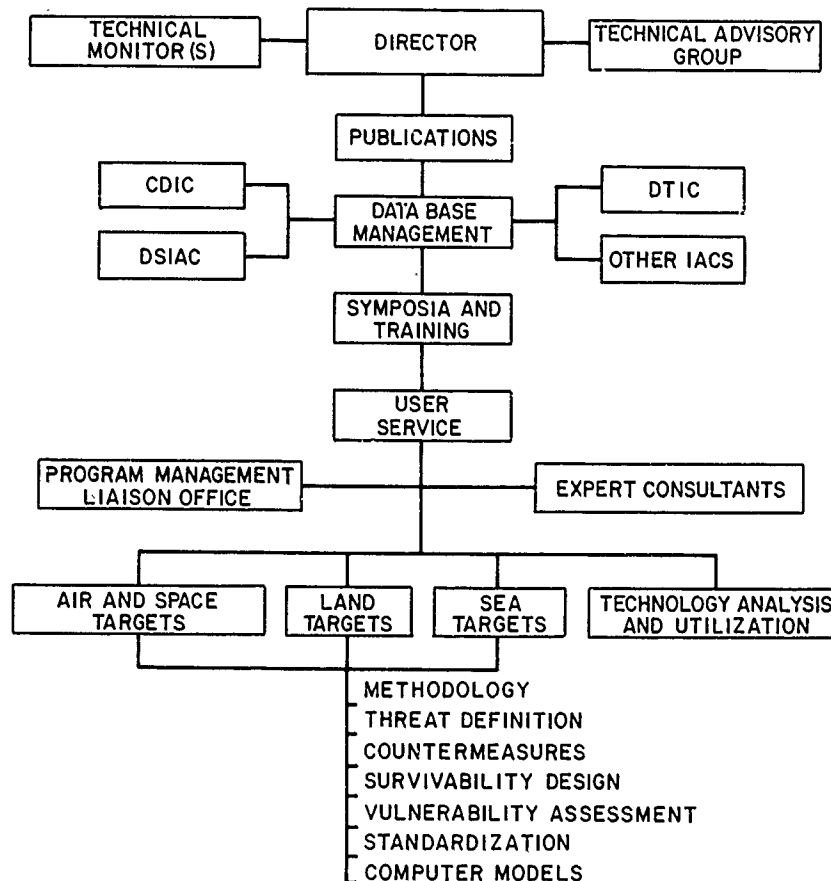 TECHNICAL
MONITOR(S)
DIRECTOR
TECHNICAL ADVISORY
GROUP
PUBLICATIONS
CDIC
DSIAC
DATA BASE
MANAGEMENT
DTIC
OTHER IACS
SYMPOSIA AND
TRAINING
USER
SERVICE
PROGRAM MANAGEMENT
LIAISON OFFICE
EXPERT CONSULTANTS
AIR AND SPACE
TARGETS
LAND
TARGETS
SEA
TARGETS
TECHNOLOGY ANALYSIS
AND UTILIZATION
METHODOLOGY
THREAT DEFINITION
COUNTERMEASURES
SURVIVABILITY DESIGN
VULNERABILITY ASSESSMENT
STANDARDIZATION
COMPUTER MODELS